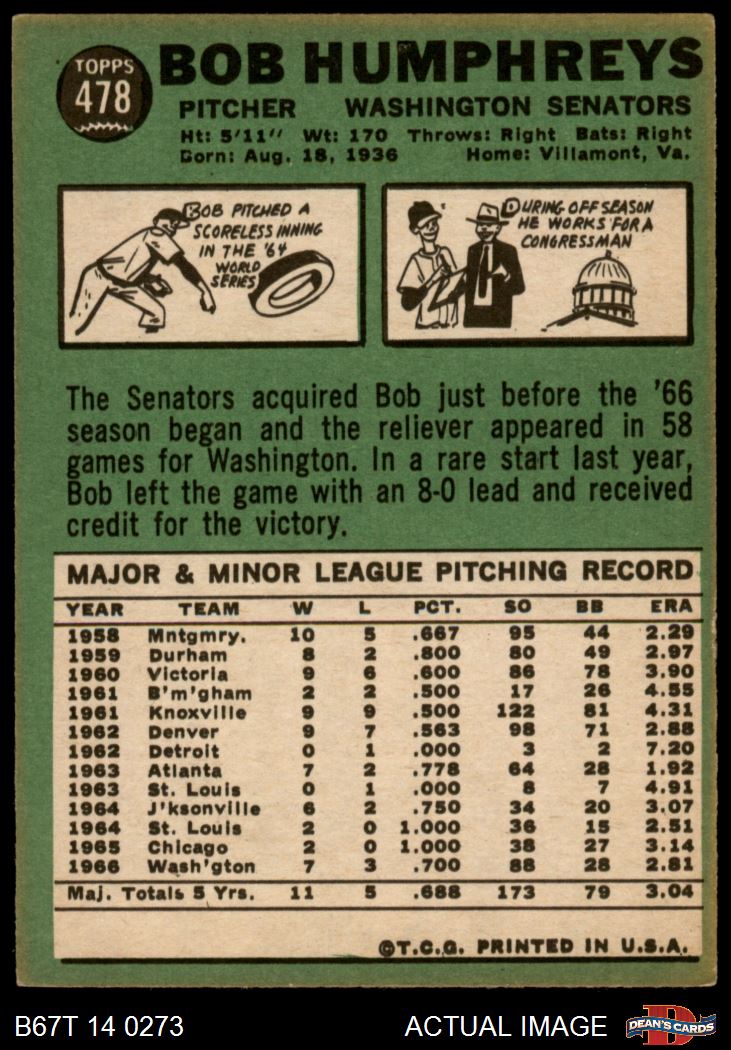 TOPPS
478
BOB HUMPHREYS
PITCHER WASHINGTON SENATORS
Ht: 5'11" Wt: 170 Throws: Right Bats: Right
Born: Aug. 18, 1936 Home: Villamont, Va.
BOB PITCHED A
SCORELESS INNING
IN THE '64
WORLD
SERIES
DURING OFF SEASON
HE WORKS FOR A
CONGRESSMAN
The Senators acquired Bob just before the '66
season began and the reliever appeared in 58
games for Washington. In a rare start last year,
Bob left the game with an 8-0 lead and received
credit for the victory.
MAJOR & MINOR LEAGUE PITCHING RECORD
YEAR TEAM W L PCT. SO BB ERA
1958 Mntgmry. 10 5 .667 95 44 2.29
1959 Durham 8 2 .800 80 49 2.97
1960 Victoria 9 6 .600 86 78 3.90
1961 B'm'gham 2 2 .500 17 26 4.55
1961 Knoxville 9 9 .500 122 81 4.31
1962 Denver 9 7 .563 98 71 2.88
1962 Detroit 0 1 .000 3 2 7.20
1963 Atlanta 7 2 .778 64 28 1.92
1963 St. Louis 0 1 .000 8 7 4.91
1964 J'ksonville 6 2 .750 34 20 3.07
1964 St. Louis 2 0 1.000 36 15 2.51
1965 Chicago 2 0 1.000 38 27 3.14
1966 Wash'gton 7 3 .700 88 28 2.81
Maj. Totals 5 Yrs. 11 5 .688 173 79 3.04
©T.C.G. PRINTED IN U.S.A.
B67T 14 0273 ACTUAL IMAGE
DEAN'S CARDS